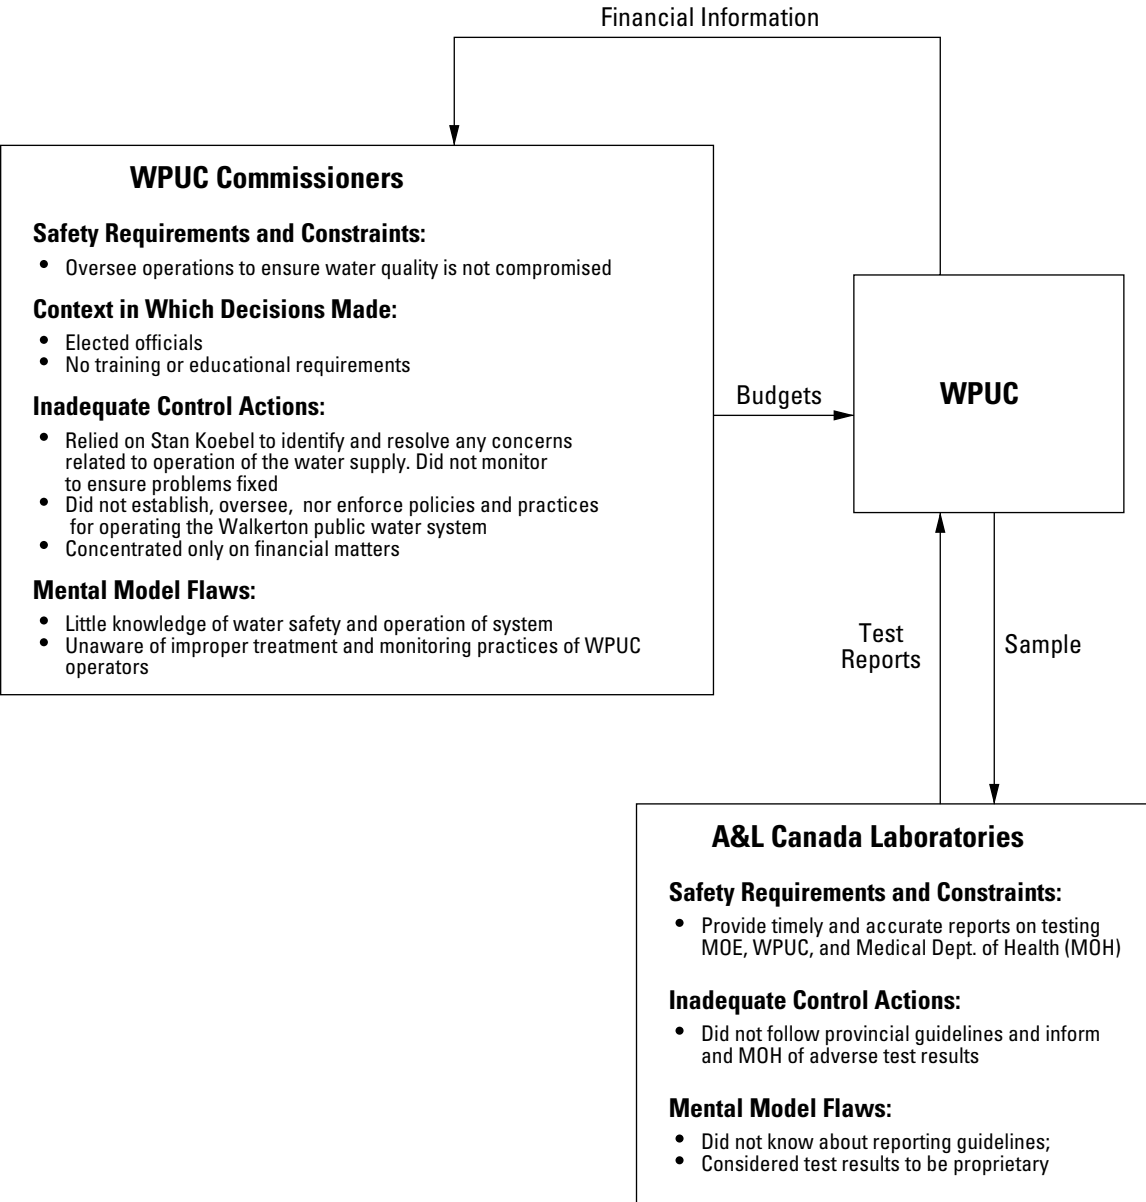 Financial Information
WPUC Commissioners
Safety Requirements and Constraints:
• Oversee operations to ensure water quality is not compromised
Context in Which Decisions Made:
• Elected officials
• No training or educational requirements
Inadequate Control Actions:
• Relied on Stan Koebel to identify and resolve any concerns
related to operation of the water supply. Did not monitor
to ensure problems fixed
• Did not establish, oversee, nor enforce policies and practices
for operating the Walkerton public water system
• Concentrated only on financial matters
Mental Model Flaws:
• Little knowledge of water safety and operation of system
• Unaware of improper treatment and monitoring practices of WPUC
operators
Budgets
WPUC
Test
Reports
Sample
A&L Canada Laboratories
Safety Requirements and Constraints:
• Provide timely and accurate reports on testing
MOE, WPUC, and Medical Dept. of Health (MOH)
Inadequate Control Actions:
• Did not follow provincial guidelines and inform
and MOH of adverse test results
Mental Model Flaws:
• Did not know about reporting guidelines;
• Considered test results to be proprietary